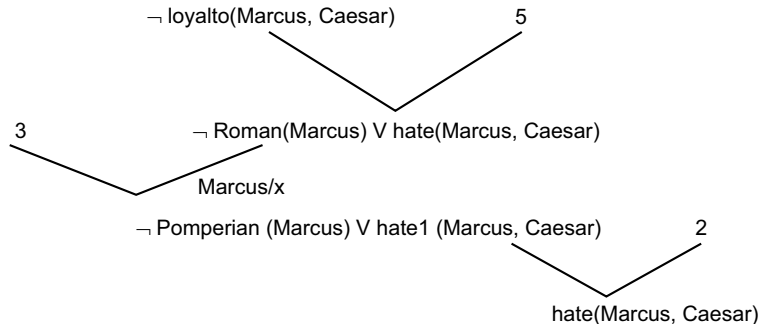 ¬ loyalto(Marcus, Caesar) 5
3 ¬ Roman(Marcus) V hate(Marcus, Caesar)
Marcus/x
¬ Pomperian (Marcus) V hate1 (Marcus, Caesar) 2
hate(Marcus, Caesar)